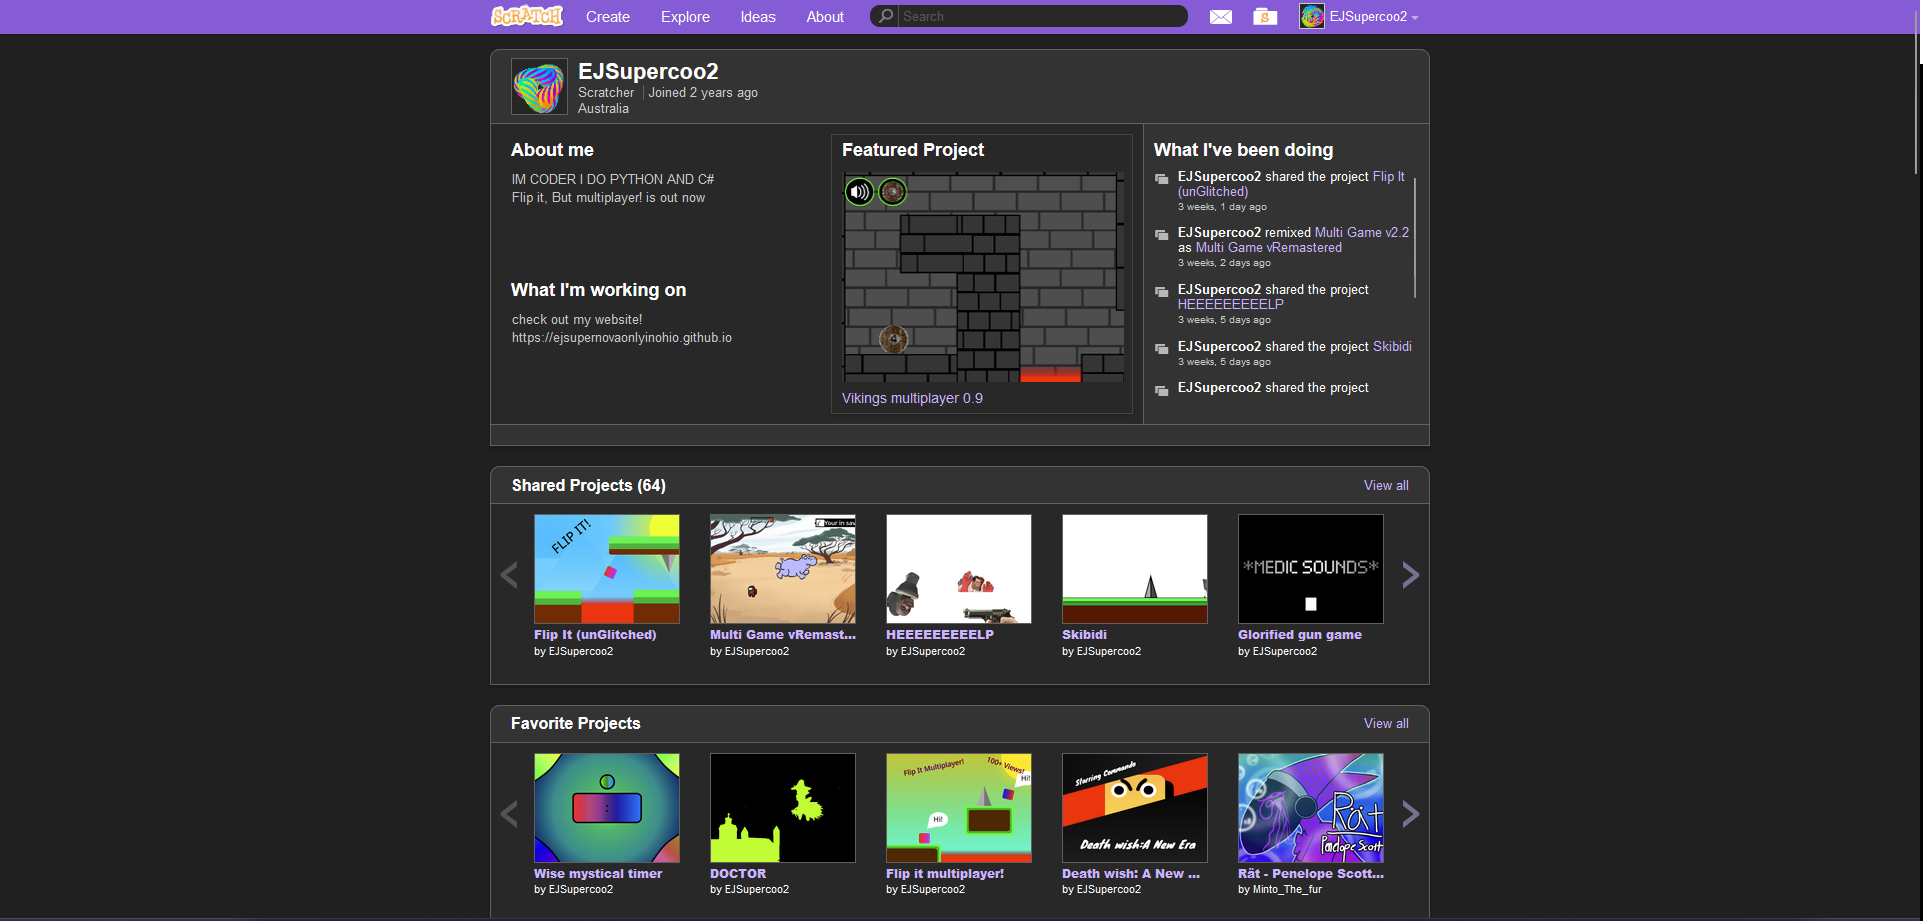 SCRATCH Create Explore Ideas About Search EJSupercoo2
EJSupercoo2
Scratcher Joined 2 years ago
Australia
About me
IM CODER I DO PYTHON AND C#
Flip it, But multiplayer! is out now
What I'm working on
check out my website!
https://ejsupernovaonlyinohio.github.io
Featured Project
4
Vikings multiplayer 0.9
What I've been doing
EJSupercoo2 shared the project Flip It
(unGlitched)
3 weeks, 1 day ago
EJSupercoo2 remixed Multi Game v2.2
as Multi Game vRemastered
3 weeks, 2 days ago
EJSupercoo2 shared the project
HEEEEEEEEELP
3 weeks, 5 days ago
EJSupercoo2 shared the project Skibidi
3 weeks, 5 days ago
EJSupercoo2 shared the project
Shared Projects (64) View all
FLIP IT!
Your in sav
*MEDIC SOUNDS*
Flip It (unGlitched) Multi Game vRemast... HEEEEEEEEELP Skibidi Glorified gun game
by EJSupercoo2 by EJSupercoo2 by EJSupercoo2 by EJSupercoo2 by EJSupercoo2
Favorite Projects View all
Flip It Multiplayer! 100+ Views!
Hi!
Hi!
Starring Commando
Death wish:A New Era
Rät
Penelope Scott
Wise mystical timer DOCTOR Flip it multiplayer! Death wish: A New ... Rät - Penelope Scott...
by EJSupercoo2 by EJSupercoo2 by EJSupercoo2 by EJSupercoo2 by Minto_The_fur